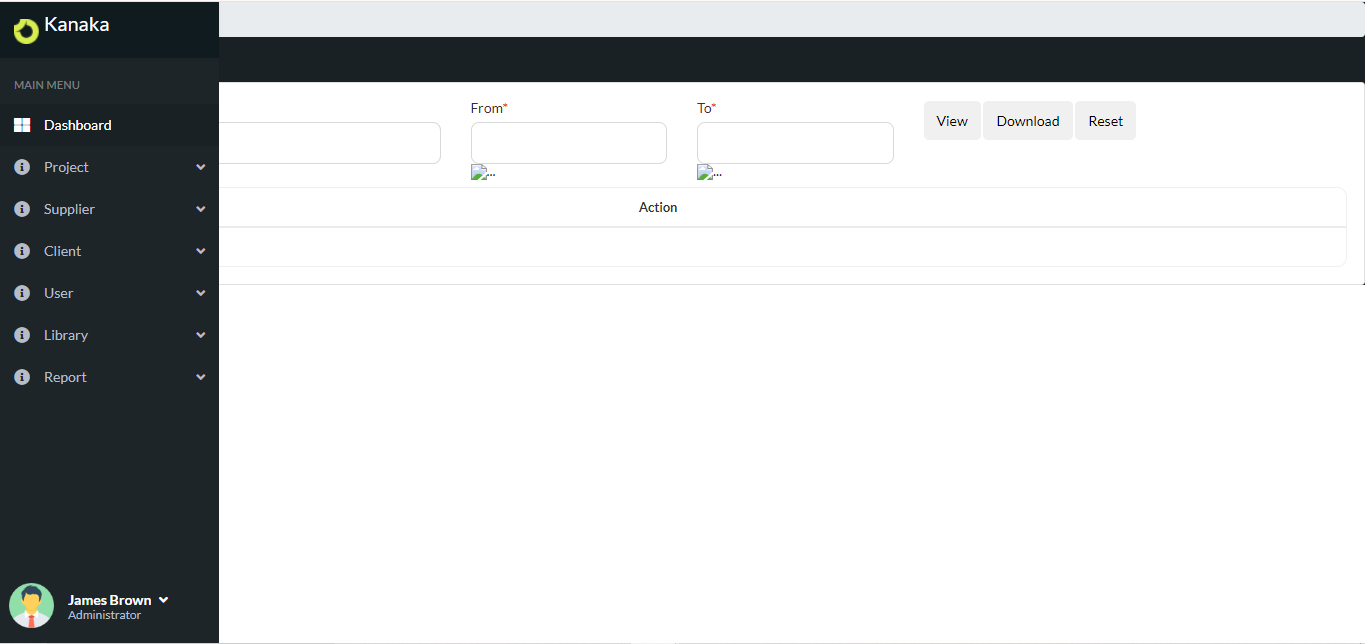 Kanaka
MAIN MENU
Dashboard
Project
Supplier
Client
User
Library
Report
James Brown
Administrator
From*
To*
View
Download
Reset
...
...
Action